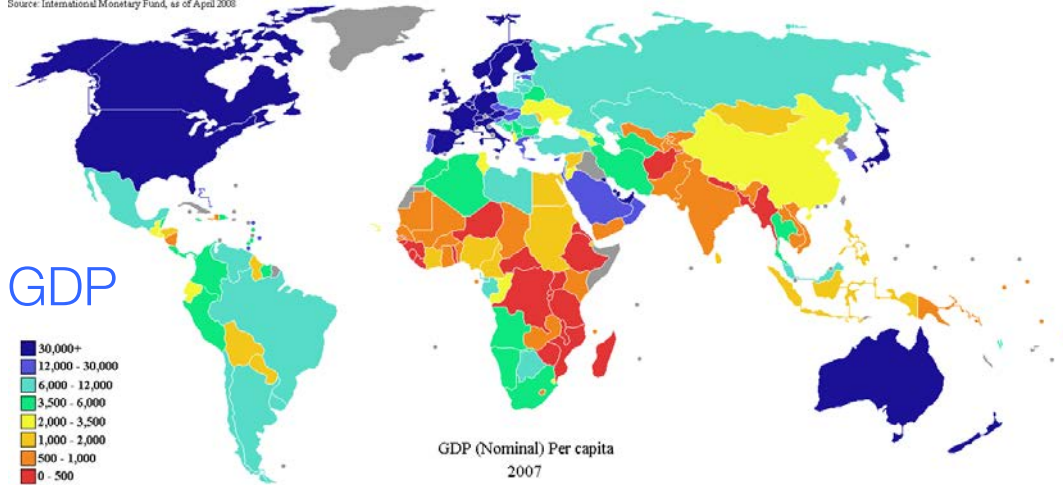 Source: International Monetary Fund, as of April 2008
GDP
30,000+
12,000 - 30,000
6,000 - 12,000
3,500 - 6,000
2,000 - 3,500
1,000 - 2,000
500 - 1,000
0 - 500
GDP (Nominal) Per capita
2007